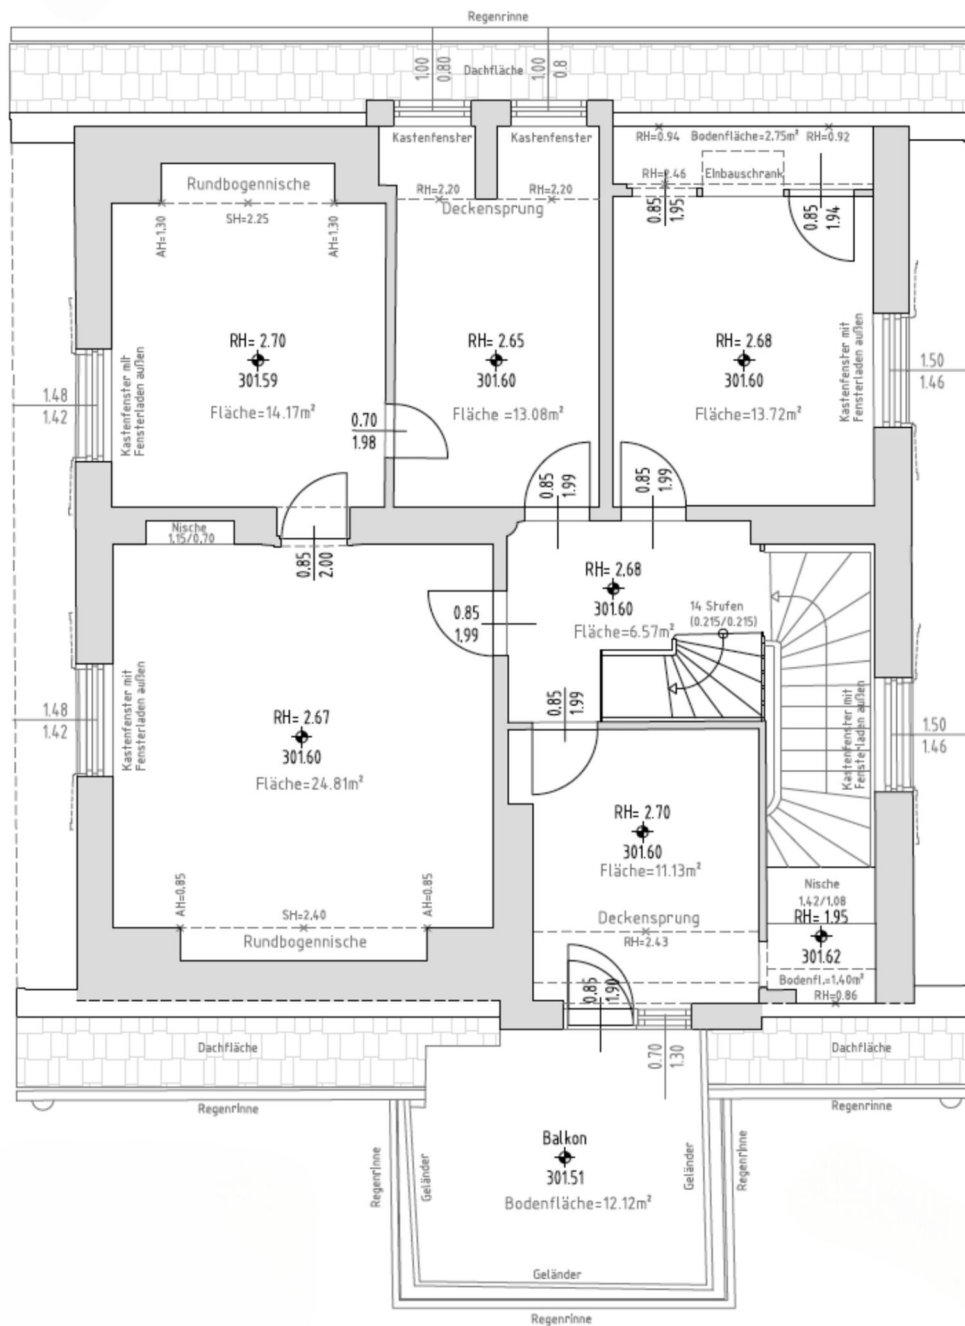 Regenrinne
1.00
0.80
Dachfläche
1.00
0.8
Kastenfenster
Kastenfenster
RH=0.94
Bodenfläche=2.75m²
RH=0.92
Rundbogennische
RH=2.20
RH=2.20
RH=2.46
Einbauschrank
SH=2.25
Deckensprung
AH=1.30
AH=1.30
0.85
1.95
0.85
1.94
RH= 2.70
301.59
Fläche=14.17m²
RH= 2.65
301.60
Fläche =13.08m²
RH= 2.68
301.60
Fläche=13.72m²
Kastenfenster mit
Fensterladen außen
Kastenfenster mit
Fensterladen außen
1.48
1.42
1.50
1.46
0.70
1.98
0.85
1.99
0.85
1.99
Nische
1.15/0.70
0.85
2.00
RH= 2.68
301.60
Fläche=6.57m²
14 Stufen
(0.215/0.215)
0.85
1.99
Kastenfenster mit
Fensterladen außen
1.48
1.42
RH= 2.67
301.60
Fläche=24.81m²
0.85
1.99
Kastenfenster mit
Fensterladen außen
1.50
1.46
RH= 2.70
301.60
Fläche=11.13m²
AH=0.85
AH=0.85
SH=2.40
Rundbogennische
Deckensprung
RH=2.43
Nische
1.42/1.08
RH= 1.95
301.62
Bodenfl.=1.40m²
RH=0.86
0.85
1.90
0.70
1.30
Dachfläche
Dachfläche
Regenrinne
Regenrinne
Regenrinne
Geländer
Balkon
301.51
Bodenfläche=12.12m²
Geländer
Regenrinne
Geländer
Regenrinne